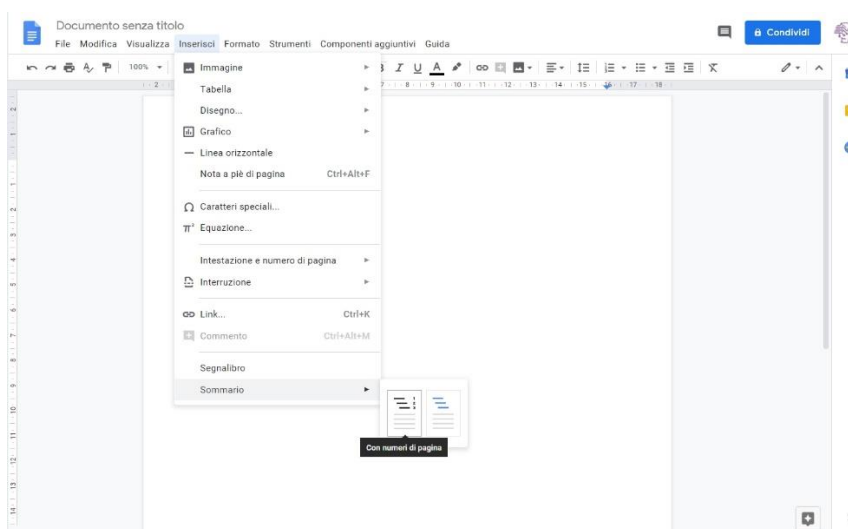 Documento senza titolo
File Modifica Visualizza Inserisci Formato Strumenti Componenti aggiuntivi Guida
Condividi
100%
Immagine
Tabella
Disegno...
Grafico
Linea orizzontale
Nota a piè di pagina Ctrl+Alt+F
Caratteri speciali...
Equazione...
Intestazione e numero di pagina
Interruzione
Link... Ctrl+K
Commento Ctrl+Alt+M
Segnalibro
Sommario
Con numeri di pagina